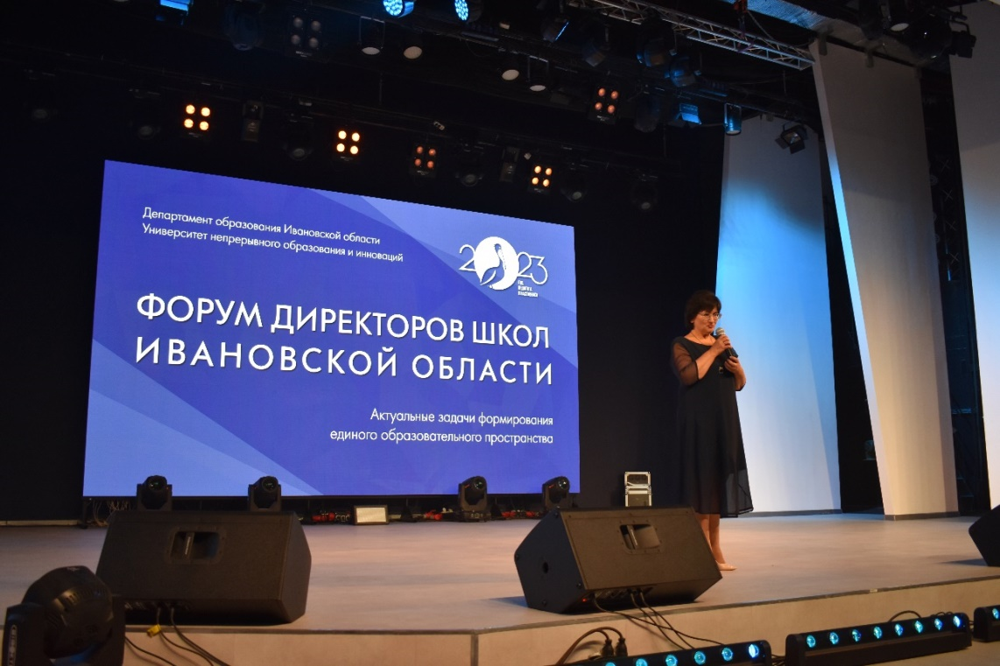 Департамент образования Ивановской области
Университет непрерывного образования и инноваций
2023
ФОРУМ ДИРЕКТОРОВ ШКОЛ
ИВАНОВСКОЙ ОБЛАСТИ
Актуальные задачи формирования
единого образовательного пространства